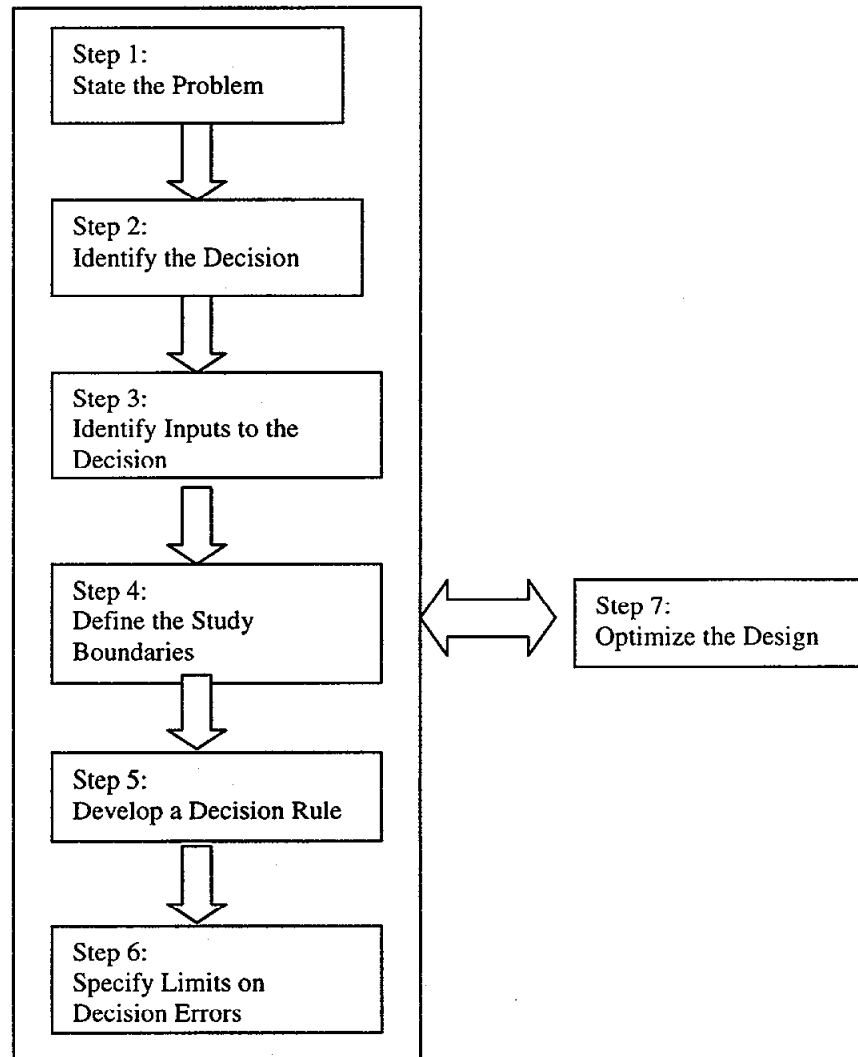 Step 1:
State the Problem
Step 2:
Identify the Decision
Step 3:
Identify Inputs to the
Decision
Step 4:
Define the Study
Boundaries
Step 5:
Develop a Decision Rule
Step 6:
Specify Limits on
Decision Errors
Step 7:
Optimize the Design